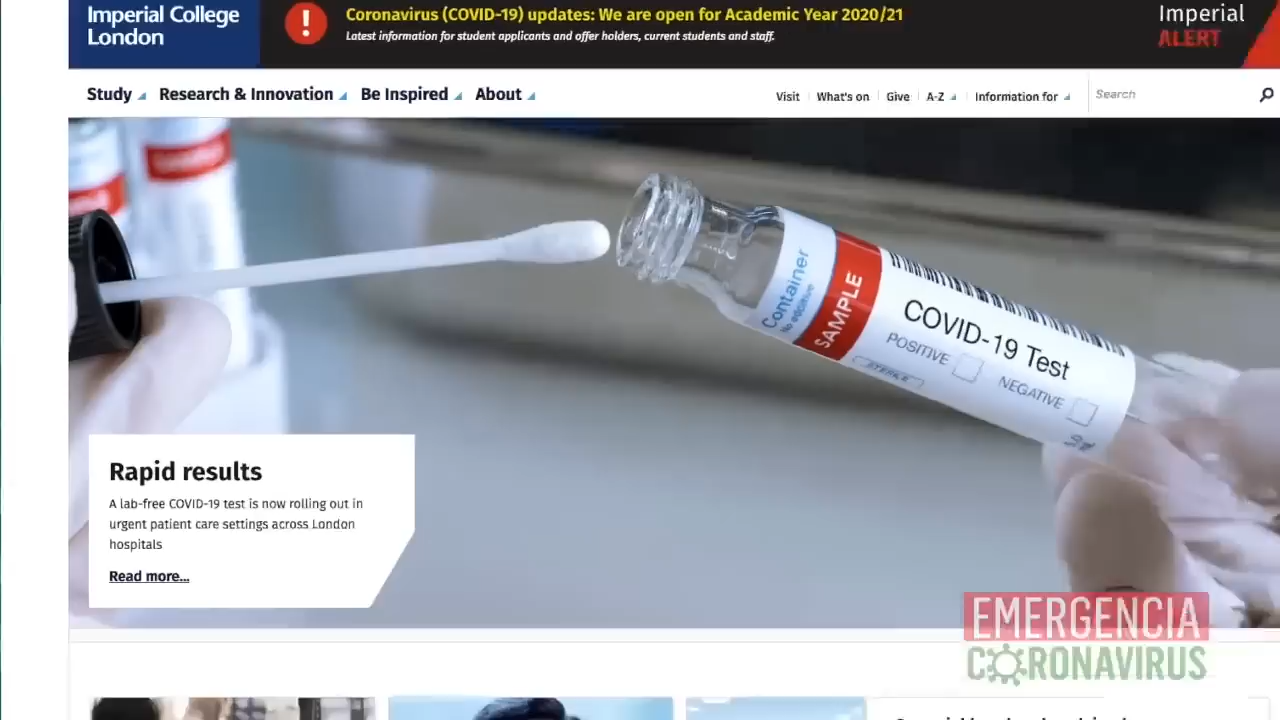 Imperial College
London
Coronavirus (COVID-19) updates: We are open for Academic Year 2020/21
Latest information for student applicants and offer holders, current students and staff.
Imperial
ALERT
Study
Research & Innovation
Be Inspired
About
Visit
What's on
Give
A-Z
Information for
Search
Container
No additive
SAMPLE
COVID-19 Test
POSITIVE
NEGATIVE
STERILE
Rapid results
A lab-free COVID-19 test is now rolling out in
urgent patient care settings across London
hospitals
Read more...
EMERGENCIA
CORONAVIRUS